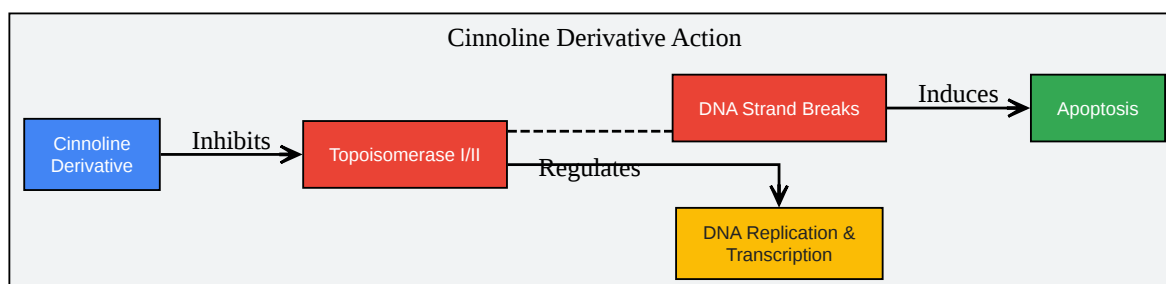 Cinnoline Derivative Action
Cinnoline
Derivative
Inhibits
Topoisomerase I/II
DNA Strand Breaks
Induces
Apoptosis
Regulates
DNA Replication &
Transcription